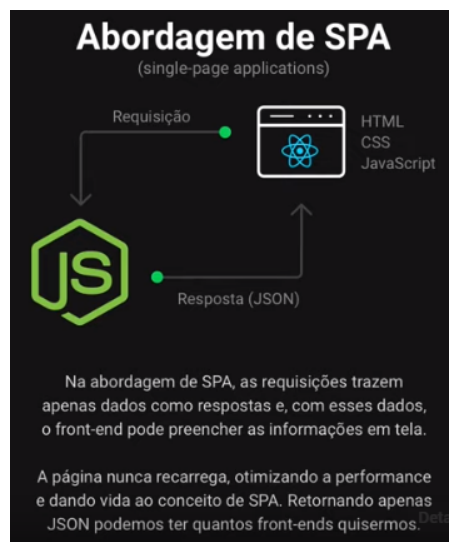 Abordagem de SPA
(single-page applications)
Requisição
HTML
CSS
JavaScript
JS
Resposta (JSON)
Na abordagem de SPA, as requisições trazem
apenas dados como respostas e, com esses dados,
o front-end pode preencher as informações em tela.
A página nunca recarrega, otimizando a performance
e dando vida ao conceito de SPA. Retornando apenas
JSON podemos ter quantos front-ends quisermos.